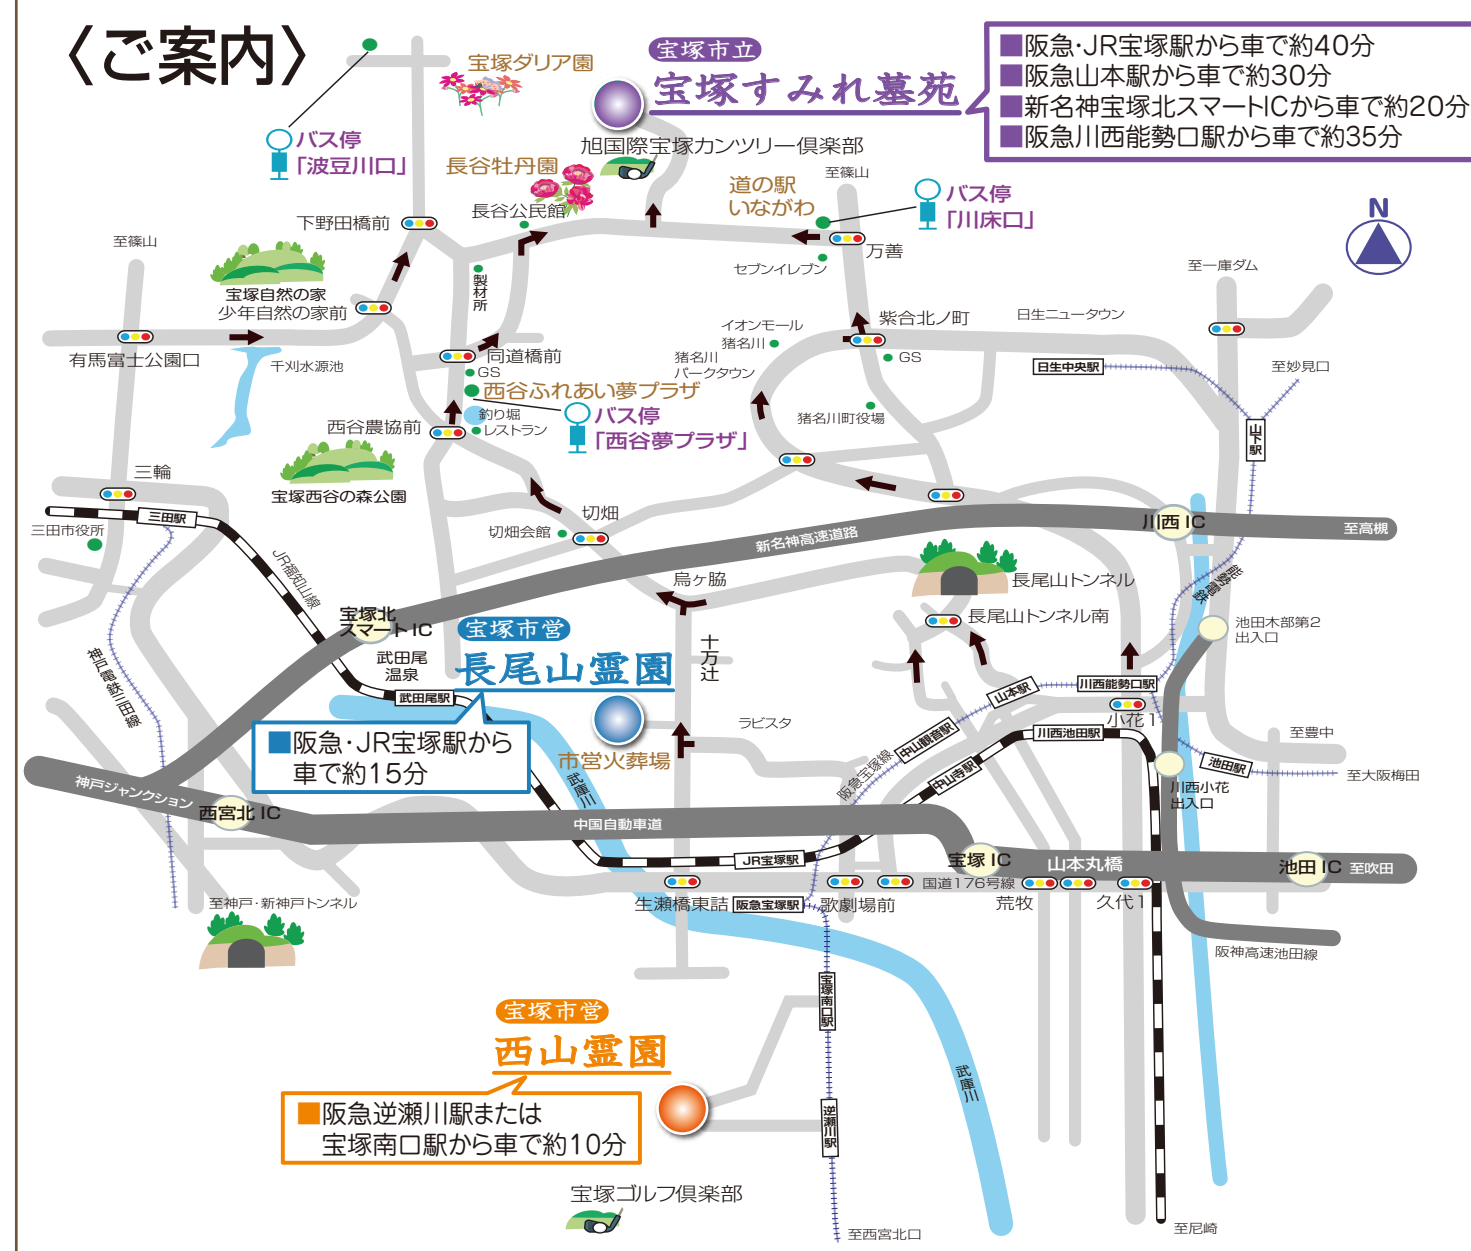 〈ご案内〉
宝塚ダリア園
宝塚市立
宝塚すみれ墓苑
■阪急・JR宝塚駅から車で約40分
■阪急山本駅から車で約30分
■新名神宝塚北スマートICから車で約20分
■阪急川西能勢口駅から車で約35分
バス停
「波豆川口」
長谷牡丹園
旭国際宝塚カンツリー倶楽部
道の駅
いながわ
至篠山
バス停
「川床口」
N
下野田橋前
長谷公民館
万善
セブンイレブン
至篠山
宝塚自然の家
少年自然の家前
製材所
至一庫ダム
有馬富士公園口
千刈水源池
同道橋前
GS
イオンモール
猪名川
猪名川
パークタウン
紫合北ノ町
GS
日生ニュータウン
日生中央駅
至妙見口
西谷ふれあい夢プラザ
釣り堀
レストラン
バス停
「西谷夢プラザ」
猪名川町役場
山下駅
西谷農協前
宝塚西谷の森公園
三輪
三田駅
三田市役所
切畑会館
切畑
新名神高速道路
川西 IC
至高槻
JR福知山線
烏ヶ脇
長尾山トンネル
長尾山トンネル南
能勢電鉄
池田木部第2
出入口
宝塚北
スマート IC
宝塚市営
長尾山霊園
武田尾
温泉
武田尾駅
十万辻
神戸電鉄三田線
■阪急・JR宝塚駅から
車で約15分
市営火葬場
ラビスタ
山本駅
川西能勢口駅
小花1
川西池田駅
中山観音駅
中山寺駅
阪急宝塚線
池田駅
至豊中
至大阪梅田
川西小花
出入口
神戸ジャンクション
西宮北 IC
武庫川
中国自動車道
JR宝塚駅
宝塚 IC
山本丸橋
池田 IC
至吹田
国道176号線
荒牧
久代1
生瀬橋東詰
阪急宝塚駅
歌劇場前
至神戸・新神戸トンネル
阪神高速池田線
宝塚南口駅
宝塚市営
西山霊園
■阪急逆瀬川駅または
宝塚南口駅から車で約10分
逆瀬川駅
武庫川
宝塚ゴルフ倶楽部
至西宮北口
至尼崎